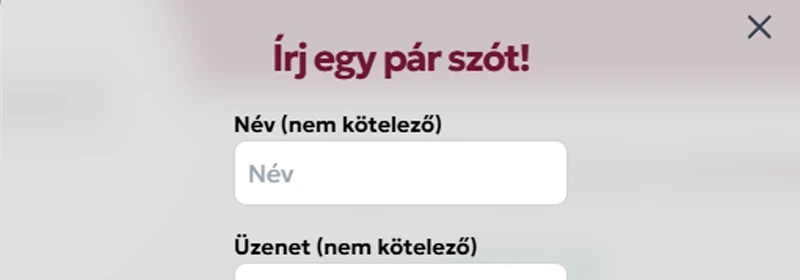 Írj egy pár szót!
Név (nem kötelező)
Név
Üzenet (nem kötelező)